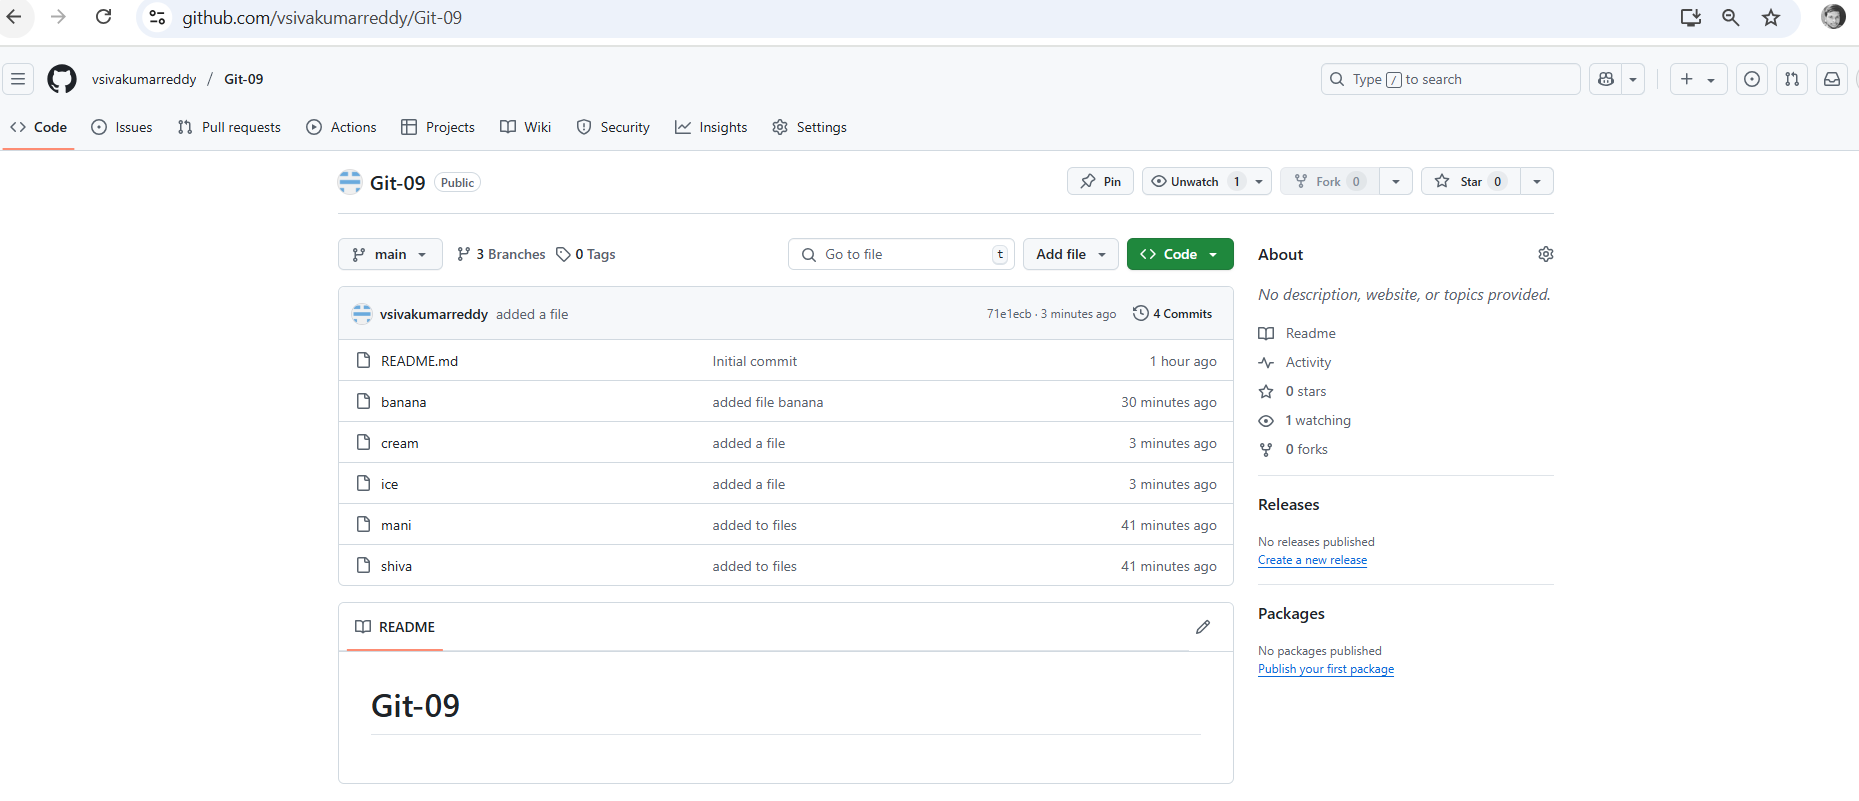 github.com/vsivakumarreddy/Git-09
vsivakumarreddy / Git-09
Type / to search
Code Issues Pull requests Actions Projects Wiki Security Insights Settings
Git-09 Public
Pin Unwatch 1 Fork 0 Star 0
main 3 Branches 0 Tags Go to file t Add file Code
vsivakumarreddy added a file 71e1ecb · 3 minutes ago 4 Commits
README.md Initial commit 1 hour ago
banana added file banana 30 minutes ago
cream added a file 3 minutes ago
ice added a file 3 minutes ago
mani added to files 41 minutes ago
shiva added to files 41 minutes ago
README
Git-09
About
No description, website, or topics provided.
Readme
Activity
0 stars
1 watching
0 forks
Releases
No releases published
Create a new release
Packages
No packages published
Publish your first package